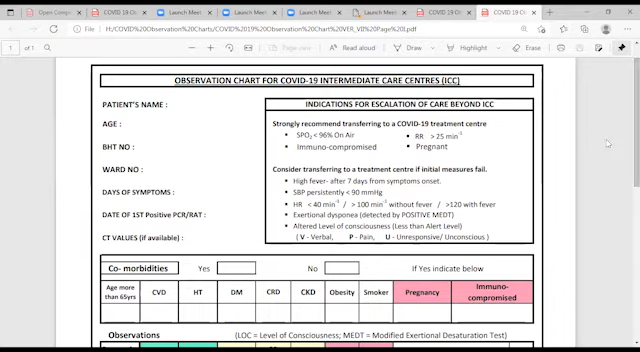 Open Compu
COVID 19 O
Launch Meet
Launch Meet
Launch Meet
Launch Meet
COVID 19 O
COVID 19 O
File | H:/COVID%20Observation%20Charts/COVID%2019%20Observation%20Chart%20VER_VII%20Page%20I.pdf
1 of 1
Page view | Read aloud | Draw | Highlight | Erase
OBSERVATION CHART FOR COVID-19 INTERMEDIATE CARE CENTRES (ICC)
PATIENT'S NAME :
AGE :
BHT NO :
WARD NO :
DAYS OF SYMPTOMS :
DATE OF 1ST Positive PCR/RAT :
CT VALUES (if available) :
INDICATIONS FOR ESCALATION OF CARE BEYOND ICC
Strongly recommend transferring to a COVID-19 treatment centre
▪ SPO2 < 96% On Air ▪ RR > 25 min-1
▪ Immuno-compromised ▪ Pregnant
Consider transferring to a treatment centre if initial measures fail.
▪ High fever- after 7 days from symptoms onset.
▪ SBP persistently < 90 mmHg
▪ HR < 40 min-1 / > 100 min-1 without fever / >120 with fever
▪ Exertional dysponea (detected by POSITIVE MEDT)
▪ Altered Level of consciousness (Less than Alert Level)
( V - Verbal, P - Pain, U - Unresponsive/ Unconscious )
Co- morbidities Yes No If Yes indicate below
Age more than 65yrs | CVD | HT | DM | CRD | CKD | Obesity | Smoker | Pregnancy | Immuno-compromised
Observations (LOC = Level of Consciousness; MEDT = Modified Exertional Desaturation Test)